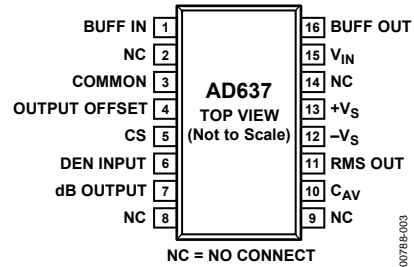 BUFF IN 1
NC 2
COMMON 3
OUTPUT OFFSET 4
CS 5
DEN INPUT 6
dB OUTPUT 7
NC 8
AD637
TOP VIEW
(Not to Scale)
16 BUFF OUT
15 VIN
14 NC
13 +VS
12 –VS
11 RMS OUT
10 CAV
9 NC
NC = NO CONNECT
00788-003